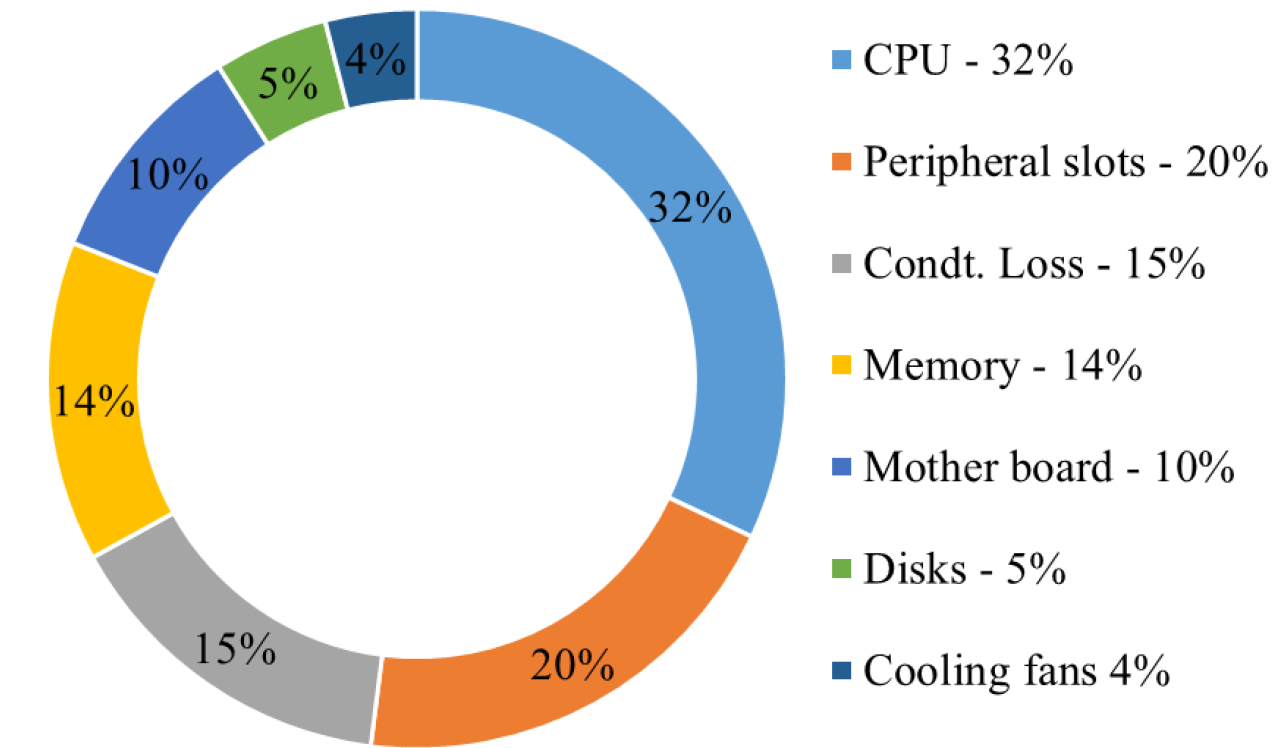 4%
5%
10%
32%
14%
15%
20%
CPU - 32%
Peripheral slots - 20%
Condt. Loss - 15%
Memory - 14%
Mother board - 10%
Disks - 5%
Cooling fans 4%